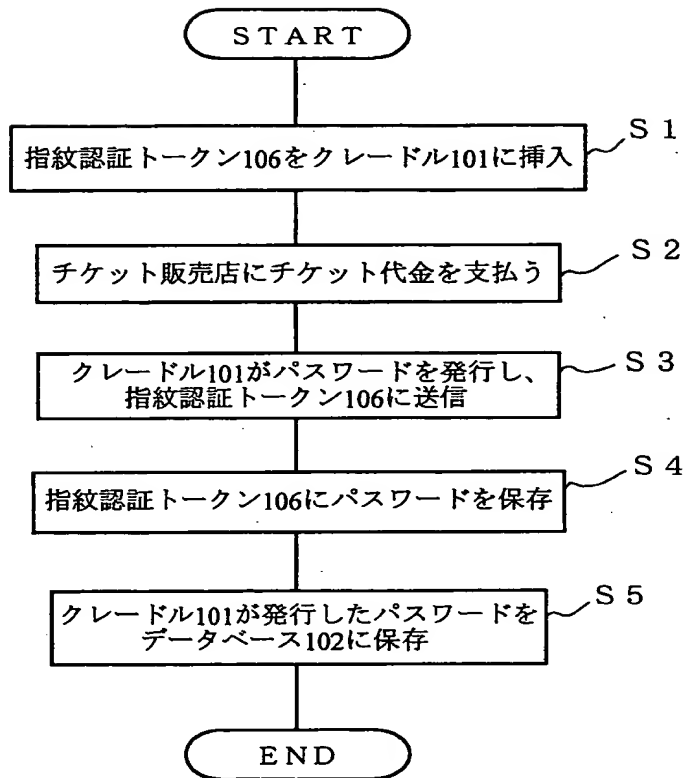 START
指紋認証トークン106をクレードル101に挿入
S1
チケット販売店にチケット代金を支払う
S2
クレードル101がパスワードを発行し、
指紋認証トークン106に送信
S3
指紋認証トークン106にパスワードを保存
S4
クレードル101が発行したパスワードを
データベース102に保存
S5
END